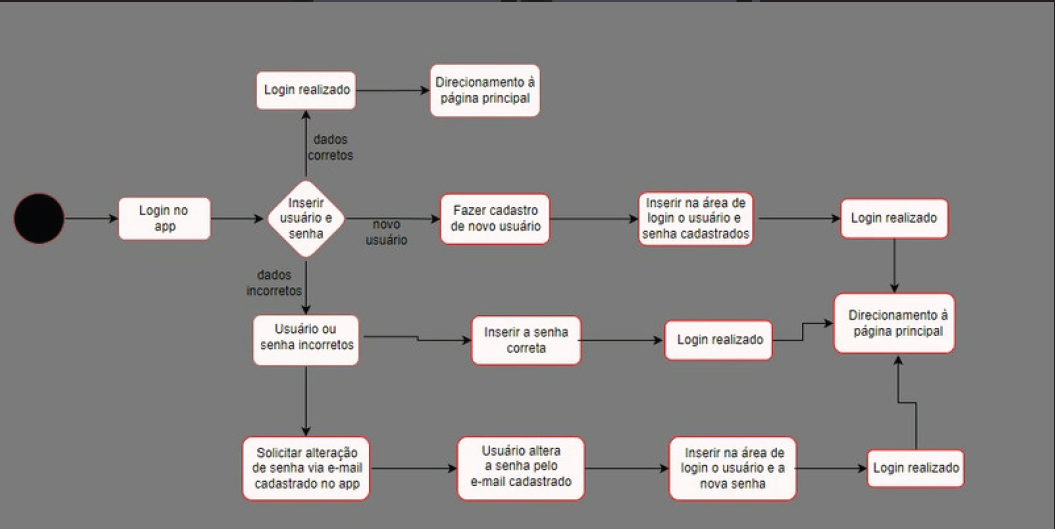 Login realizado
Direcionamento à
página principal
dados
corretos
Login no
app
Inserir
usuário e
senha
novo
usuário
Fazer cadastro
de novo usuário
Inserir na área de
login o usuário e
senha cadastrados
Login realizado
dados
incorretos
Usuário ou
senha incorretos
Inserir a senha
correta
Login realizado
Direcionamento à
página principal
Solicitar alteração
de senha via e-mail
cadastrado no app
Usuário altera
a senha pelo
e-mail cadastrado
Inserir na área de
login o usuário e a
nova senha
Login realizado